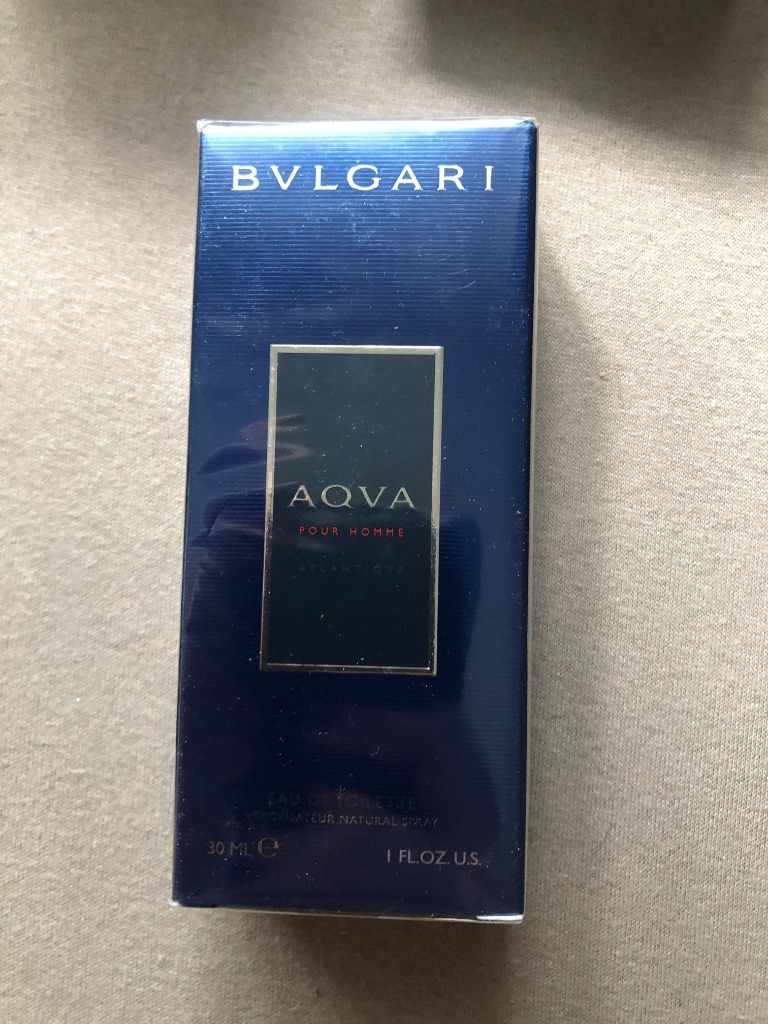 BVLGARI
AQVA
POUR HOMME
ATLANTIQVE
EAU DE TOILETTE
VAPORISATEUR NATURAL SPRAY
30 ML ℮ 1 FL.OZ. U.S.